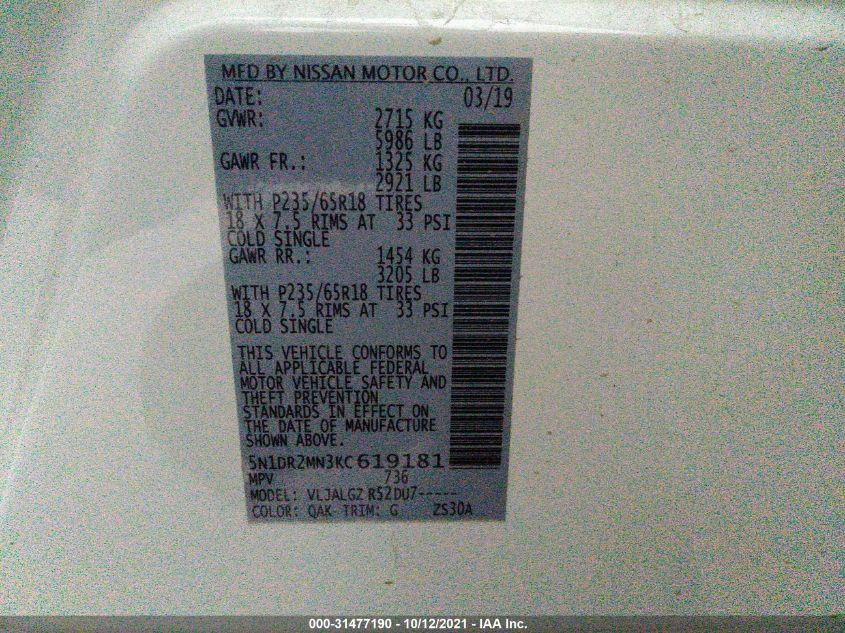 MFD BY NISSAN MOTOR CO., LTD.
DATE: 03/19
GVWR: 2715 KG
5986 LB
GAWR FR.: 1325 KG
2921 LB
WITH P235/65R18 TIRES
18 X 7.5 RIMS AT 33 PSI
COLD SINGLE
GAWR RR.: 1454 KG
3205 LB
WITH P235/65R18 TIRES
18 X 7.5 RIMS AT 33 PSI
COLD SINGLE
THIS VEHICLE CONFORMS TO
ALL APPLICABLE FEDERAL
MOTOR VEHICLE SAFETY AND
THEFT PREVENTION
STANDARDS IN EFFECT ON
THE DATE OF MANUFACTURE
SHOWN ABOVE.
5N1DR2MN3KC619181
MPV 736
MODEL: VLJALGZ R52DU7-----
COLOR: QAK TRIM: G ZS30A
000-31477190 - 10/12/2021 - IAA Inc.